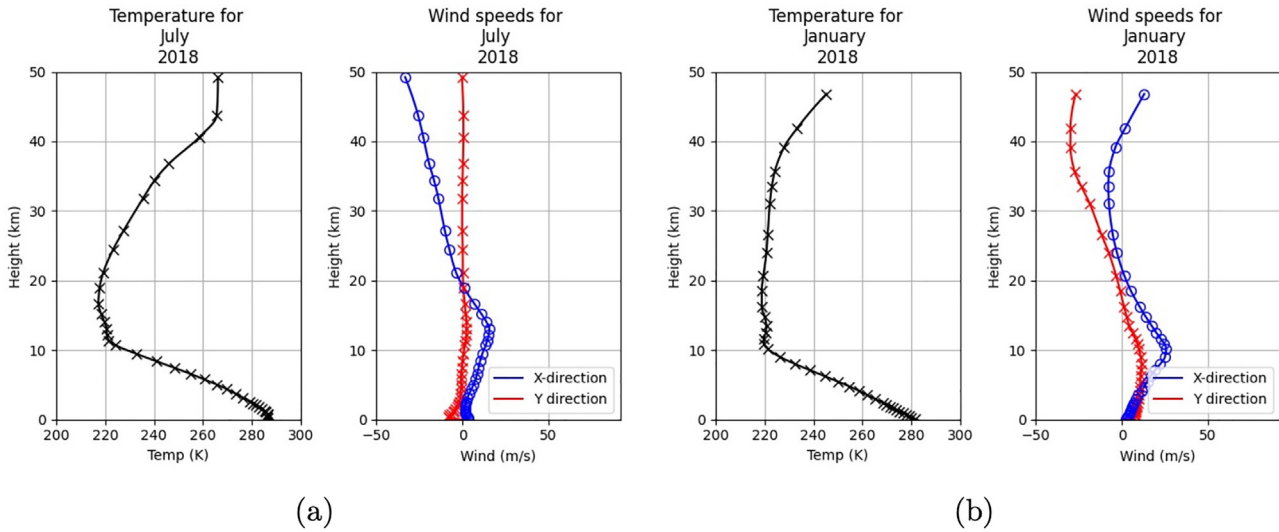 Temperature for
July
2018
Height (km)
50
40
30
20
10
0
200
220
240
260
280
300
Temp (K)
Wind speeds for
July
2018
Height (km)
50
40
30
20
10
0
−50
0
50
Wind (m/s)
X-direction
Y direction
(a)
Temperature for
January
2018
Height (km)
50
40
30
20
10
0
200
220
240
260
280
300
Temp (K)
Wind speeds for
January
2018
Height (km)
50
40
30
20
10
0
−50
0
50
Wind (m/s)
X-direction
Y direction
(b)